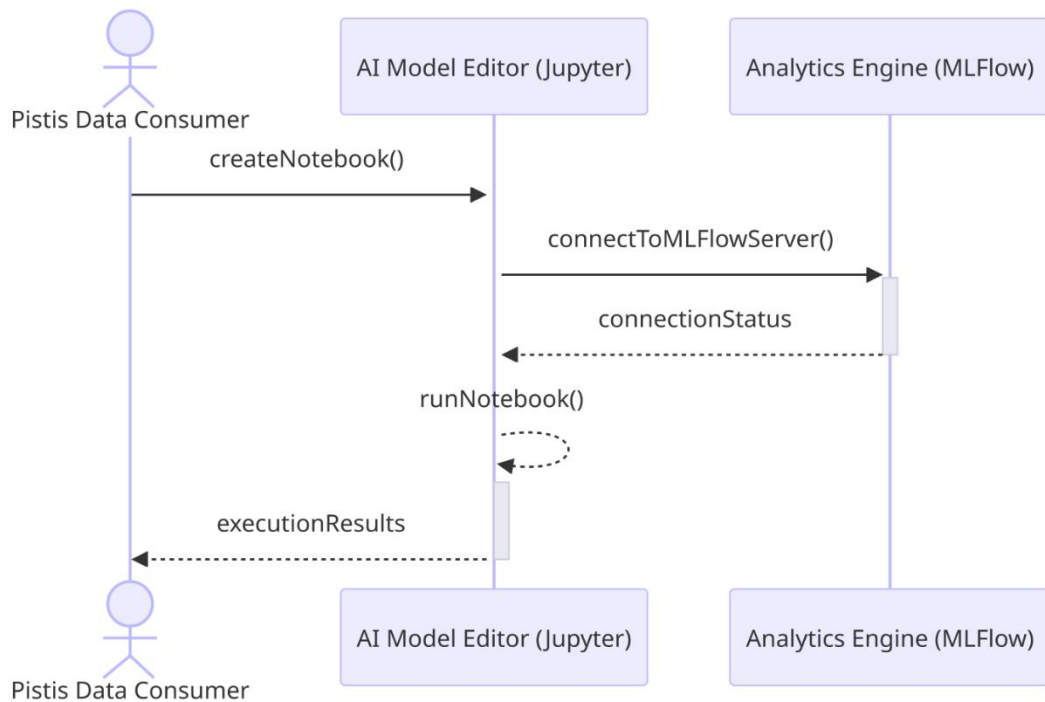 Pistis Data Consumer
AI Model Editor (Jupyter)
Analytics Engine (MLFlow)
createNotebook()
connectToMLFlowServer()
connectionStatus
runNotebook()
executionResults
Pistis Data Consumer
AI Model Editor (Jupyter)
Analytics Engine (MLFlow)